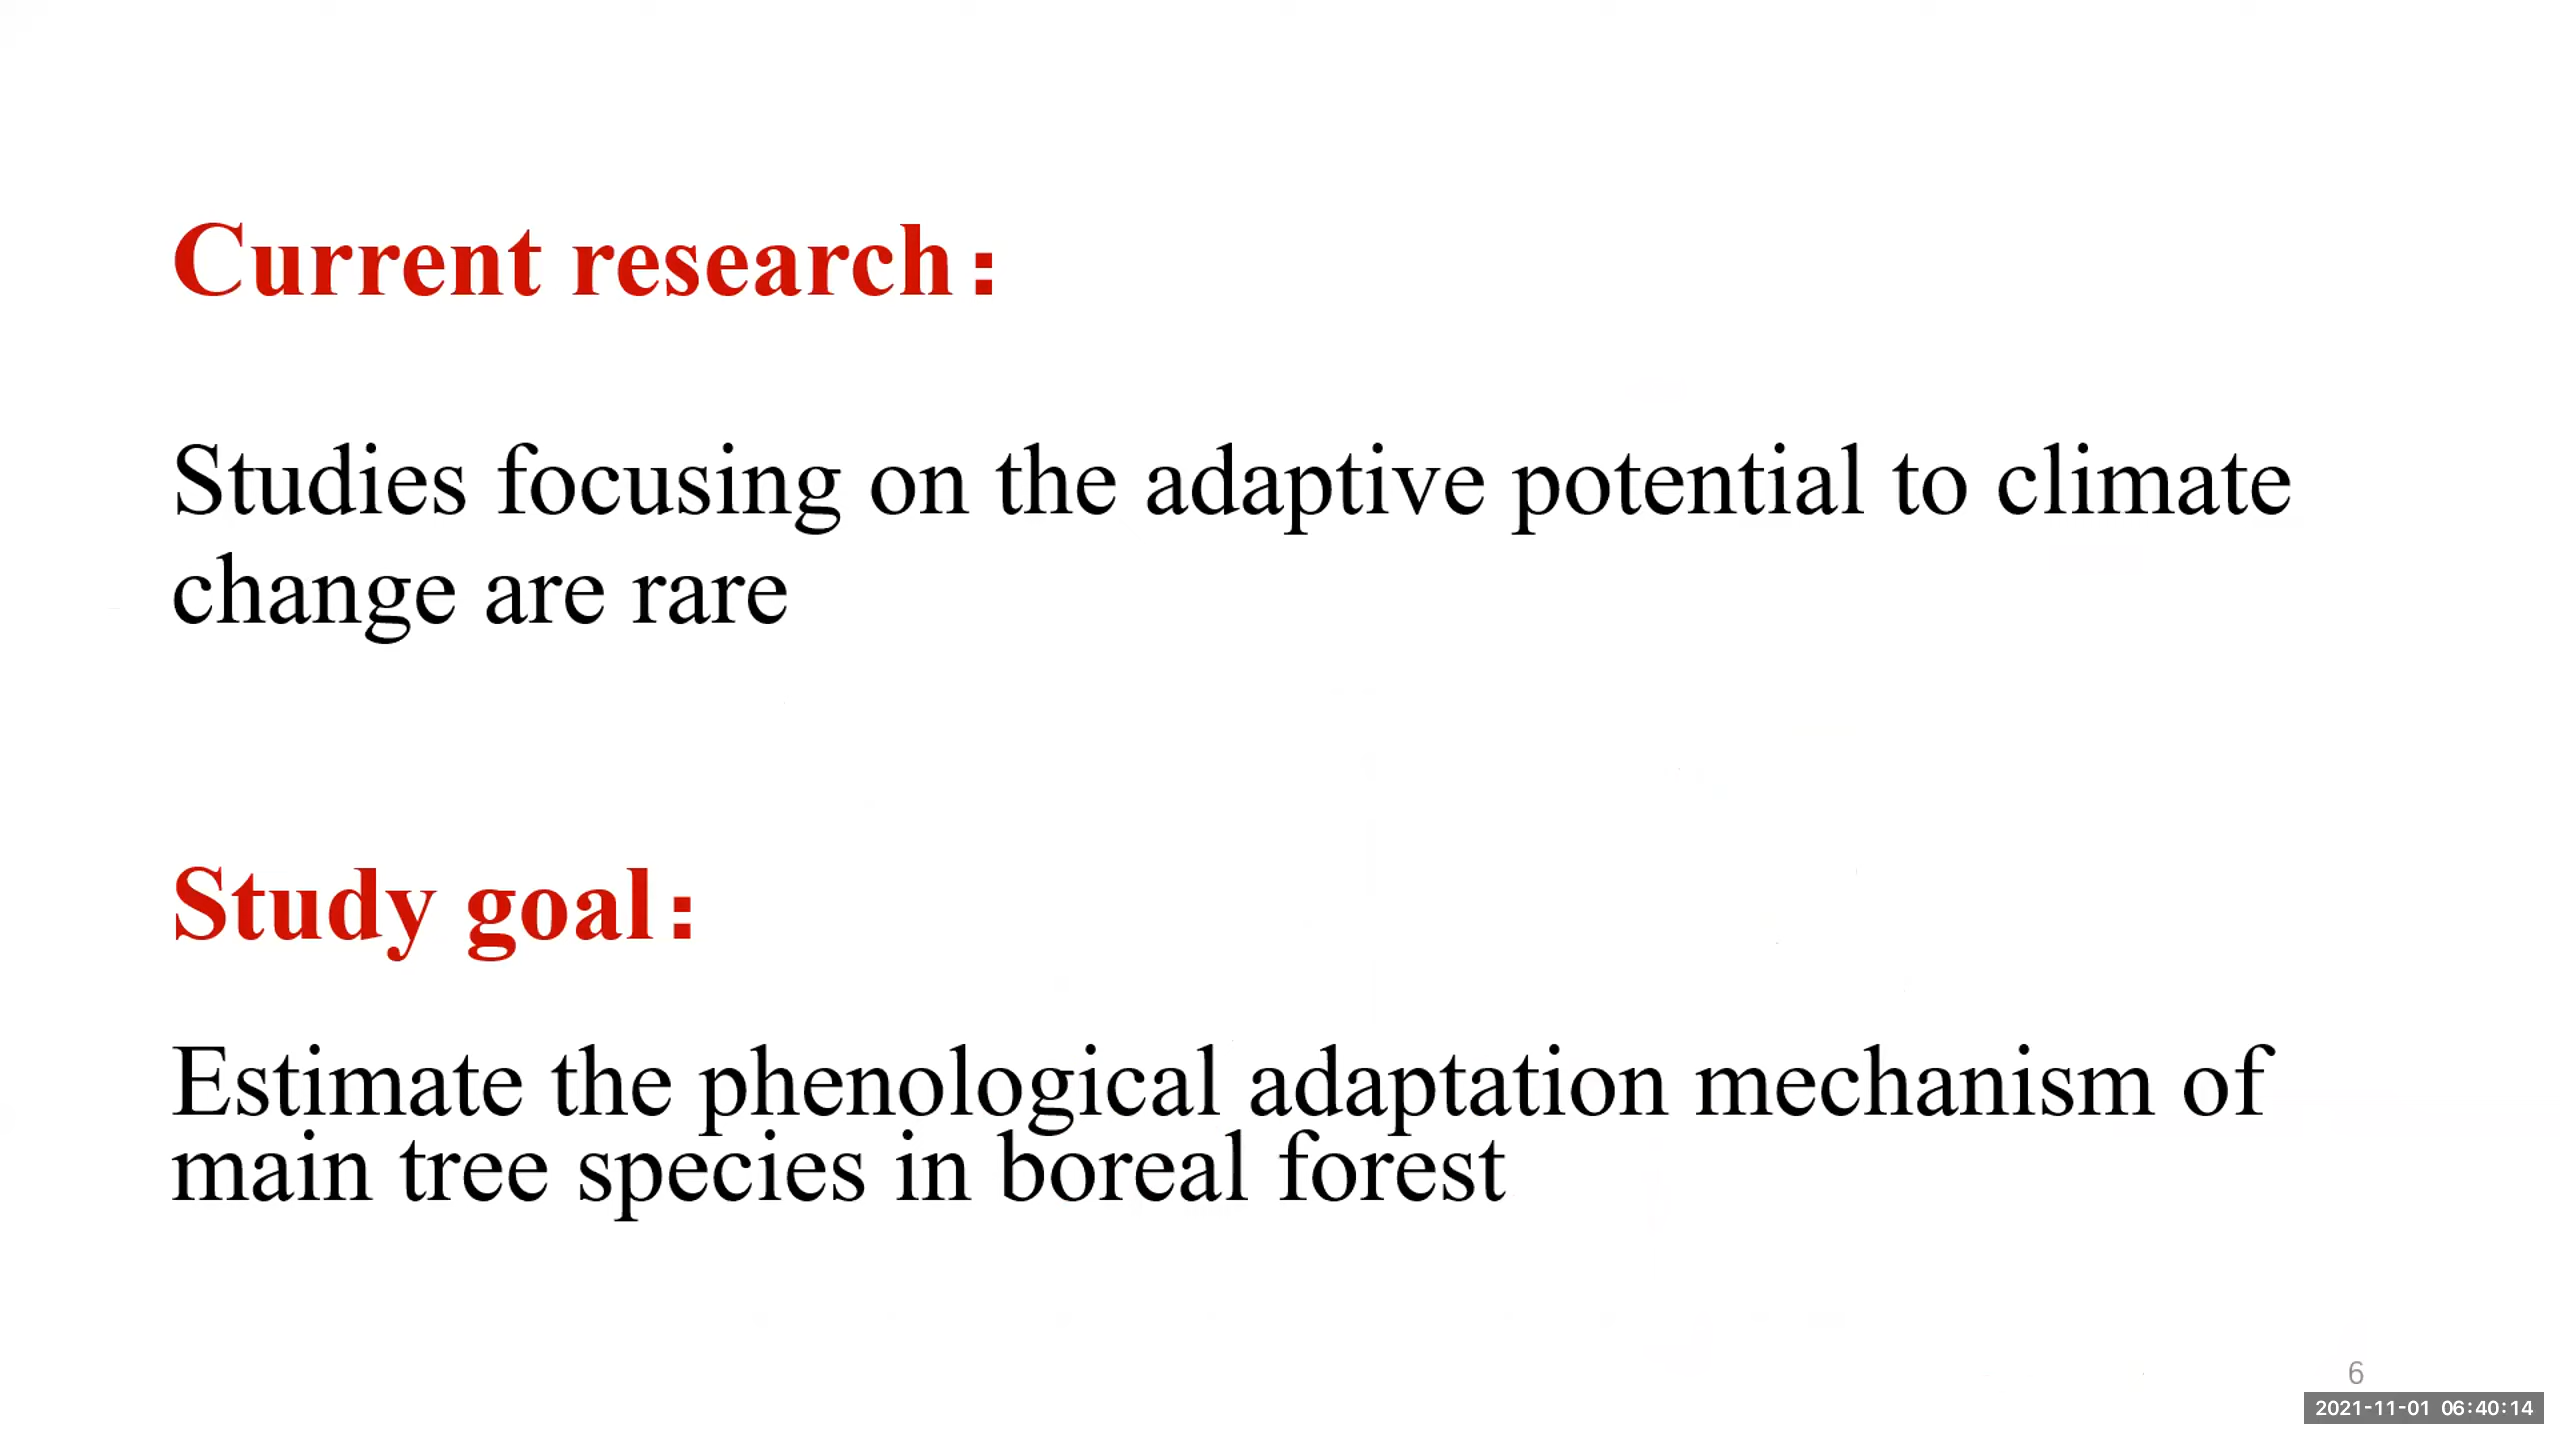 Current research：
Studies focusing on the adaptive potential to climate
change are rare
Study goal：
Estimate the phenological adaptation mechanism of
main tree species in boreal forest
6
2021-11-01 06:40:14